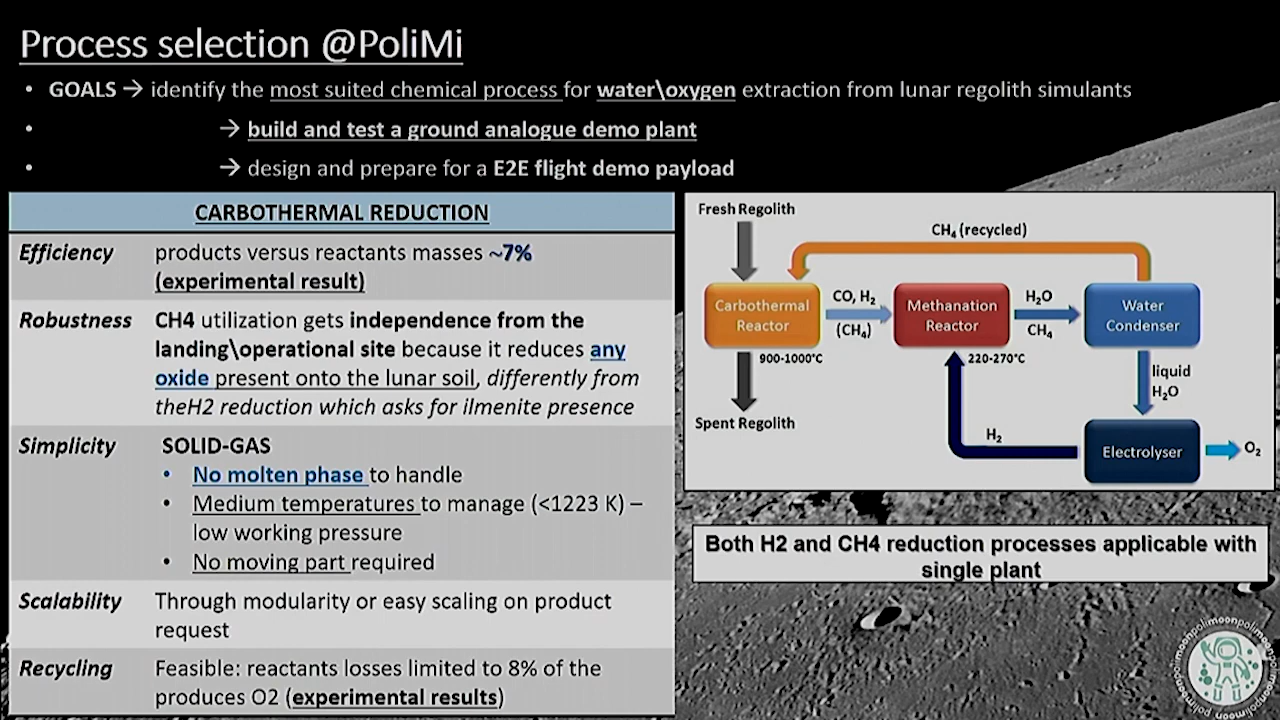 Process selection @PoliMi
• GOALS → identify the most suited chemical process for water\oxygen extraction from lunar regolith simulants
• → build and test a ground analogue demo plant
• → design and prepare for a E2E flight demo payload
CARBOTHERMAL REDUCTION
Efficiency products versus reactants masses ~7%
(experimental result)
Robustness CH4 utilization gets independence from the
landing\operational site because it reduces any
oxide present onto the lunar soil, differently from
theH2 reduction which asks for ilmenite presence
Simplicity SOLID-GAS
• No molten phase to handle
• Medium temperatures to manage (<1223 K) –
low working pressure
• No moving part required
Scalability Through modularity or easy scaling on product
request
Recycling Feasible: reactants losses limited to 8% of the
produces O2 (experimental results)
Fresh Regolith
CH₄ (recycled)
Carbothermal
Reactor
CO, H₂
(CH₄)
Methanation
Reactor
H₂O
CH₄
Water
Condenser
900-1000°C
220-270°C
liquid
H₂O
Spent Regolith
H₂
Electrolyser
O₂
Both H2 and CH4 reduction processes applicable with
single plant
polimoonpolimoonpolimoonpolimoon